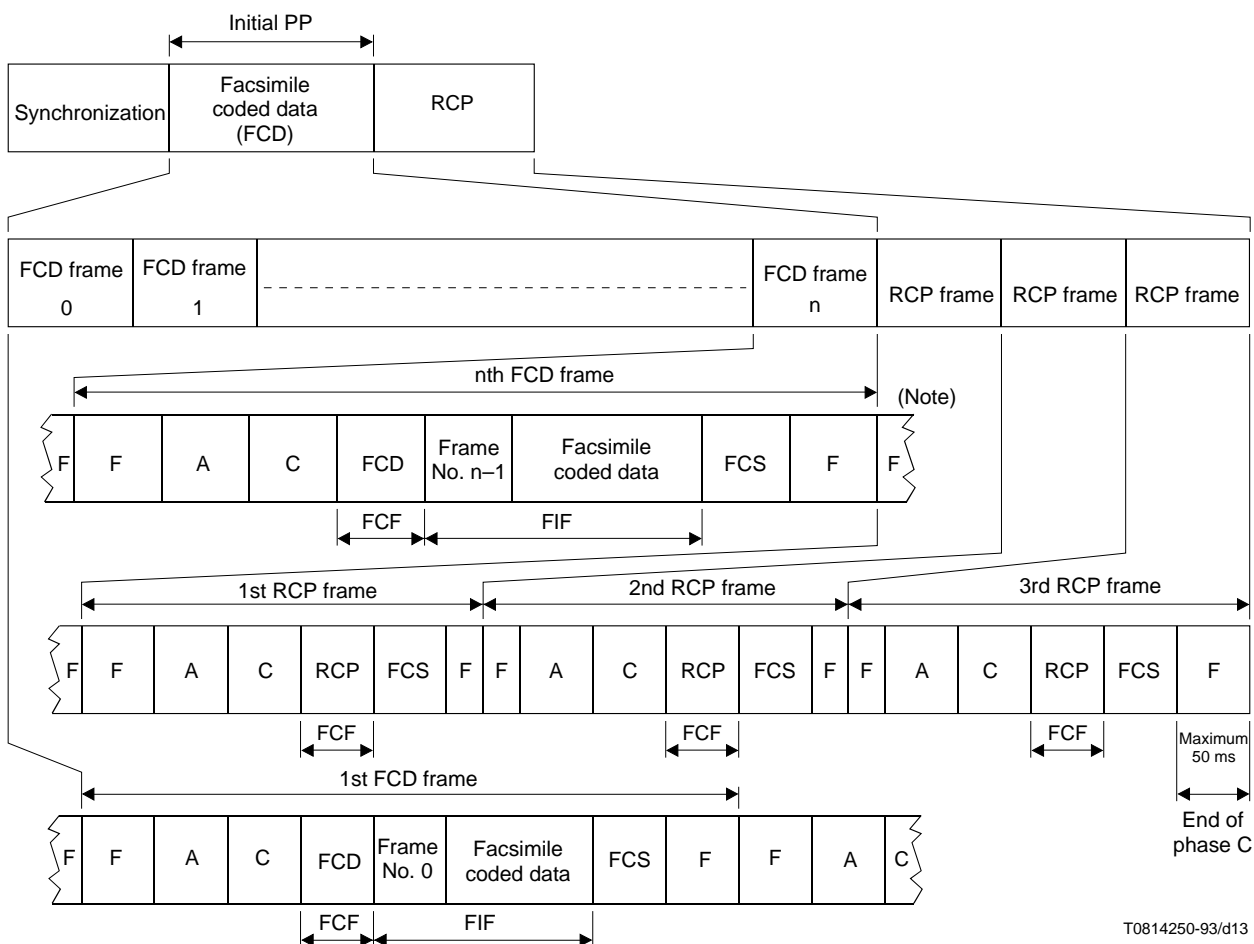 Initial PP
Synchronization
Facsimile
coded data
(FCD)
RCP
FCD frame
0
FCD frame
1
FCD frame
n
RCP frame
RCP frame
RCP frame
nth FCD frame
(Note)
F
F
A
C
FCD
Frame
No. n–1
Facsimile
coded data
FCS
F
F
FCF
FIF
1st RCP frame
2nd RCP frame
3rd RCP frame
F
F
A
C
RCP
FCS
F
F
A
C
RCP
FCS
F
F
A
C
RCP
FCS
F
FCF
FCF
FCF
Maximum
50 ms
End of
phase C
1st FCD frame
F
F
A
C
FCD
Frame
No. 0
Facsimile
coded data
FCS
F
F
A
C
FCF
FIF
T0814250-93/d13